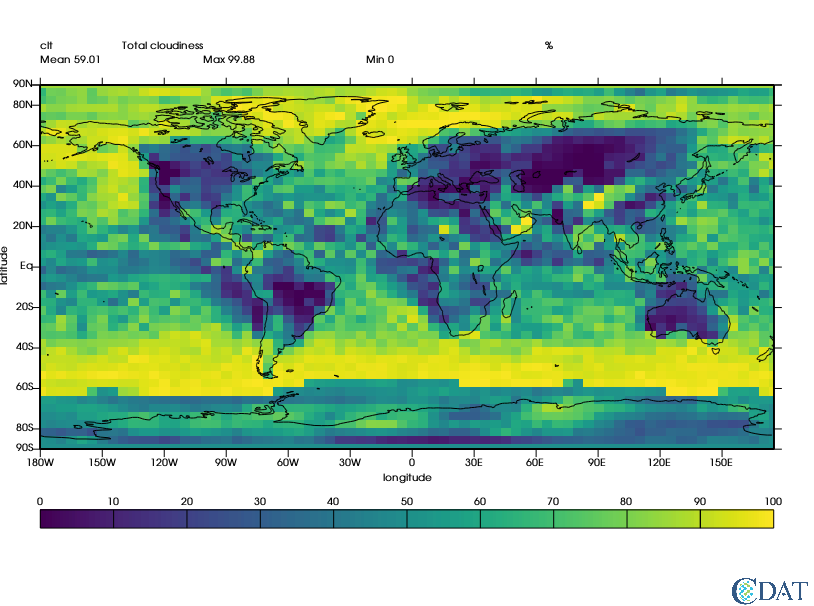 clt Total cloudiness %
Mean 59.01 Max 99.88 Min 0
90N
80N
60N
40N
20N
Eq
20S
40S
60S
80S
90S
latitude
180W 150W 120W 90W 60W 30W 0 30E 60E 90E 120E 150E
longitude
0 10 20 30 40 50 60 70 80 90 100
CDAT